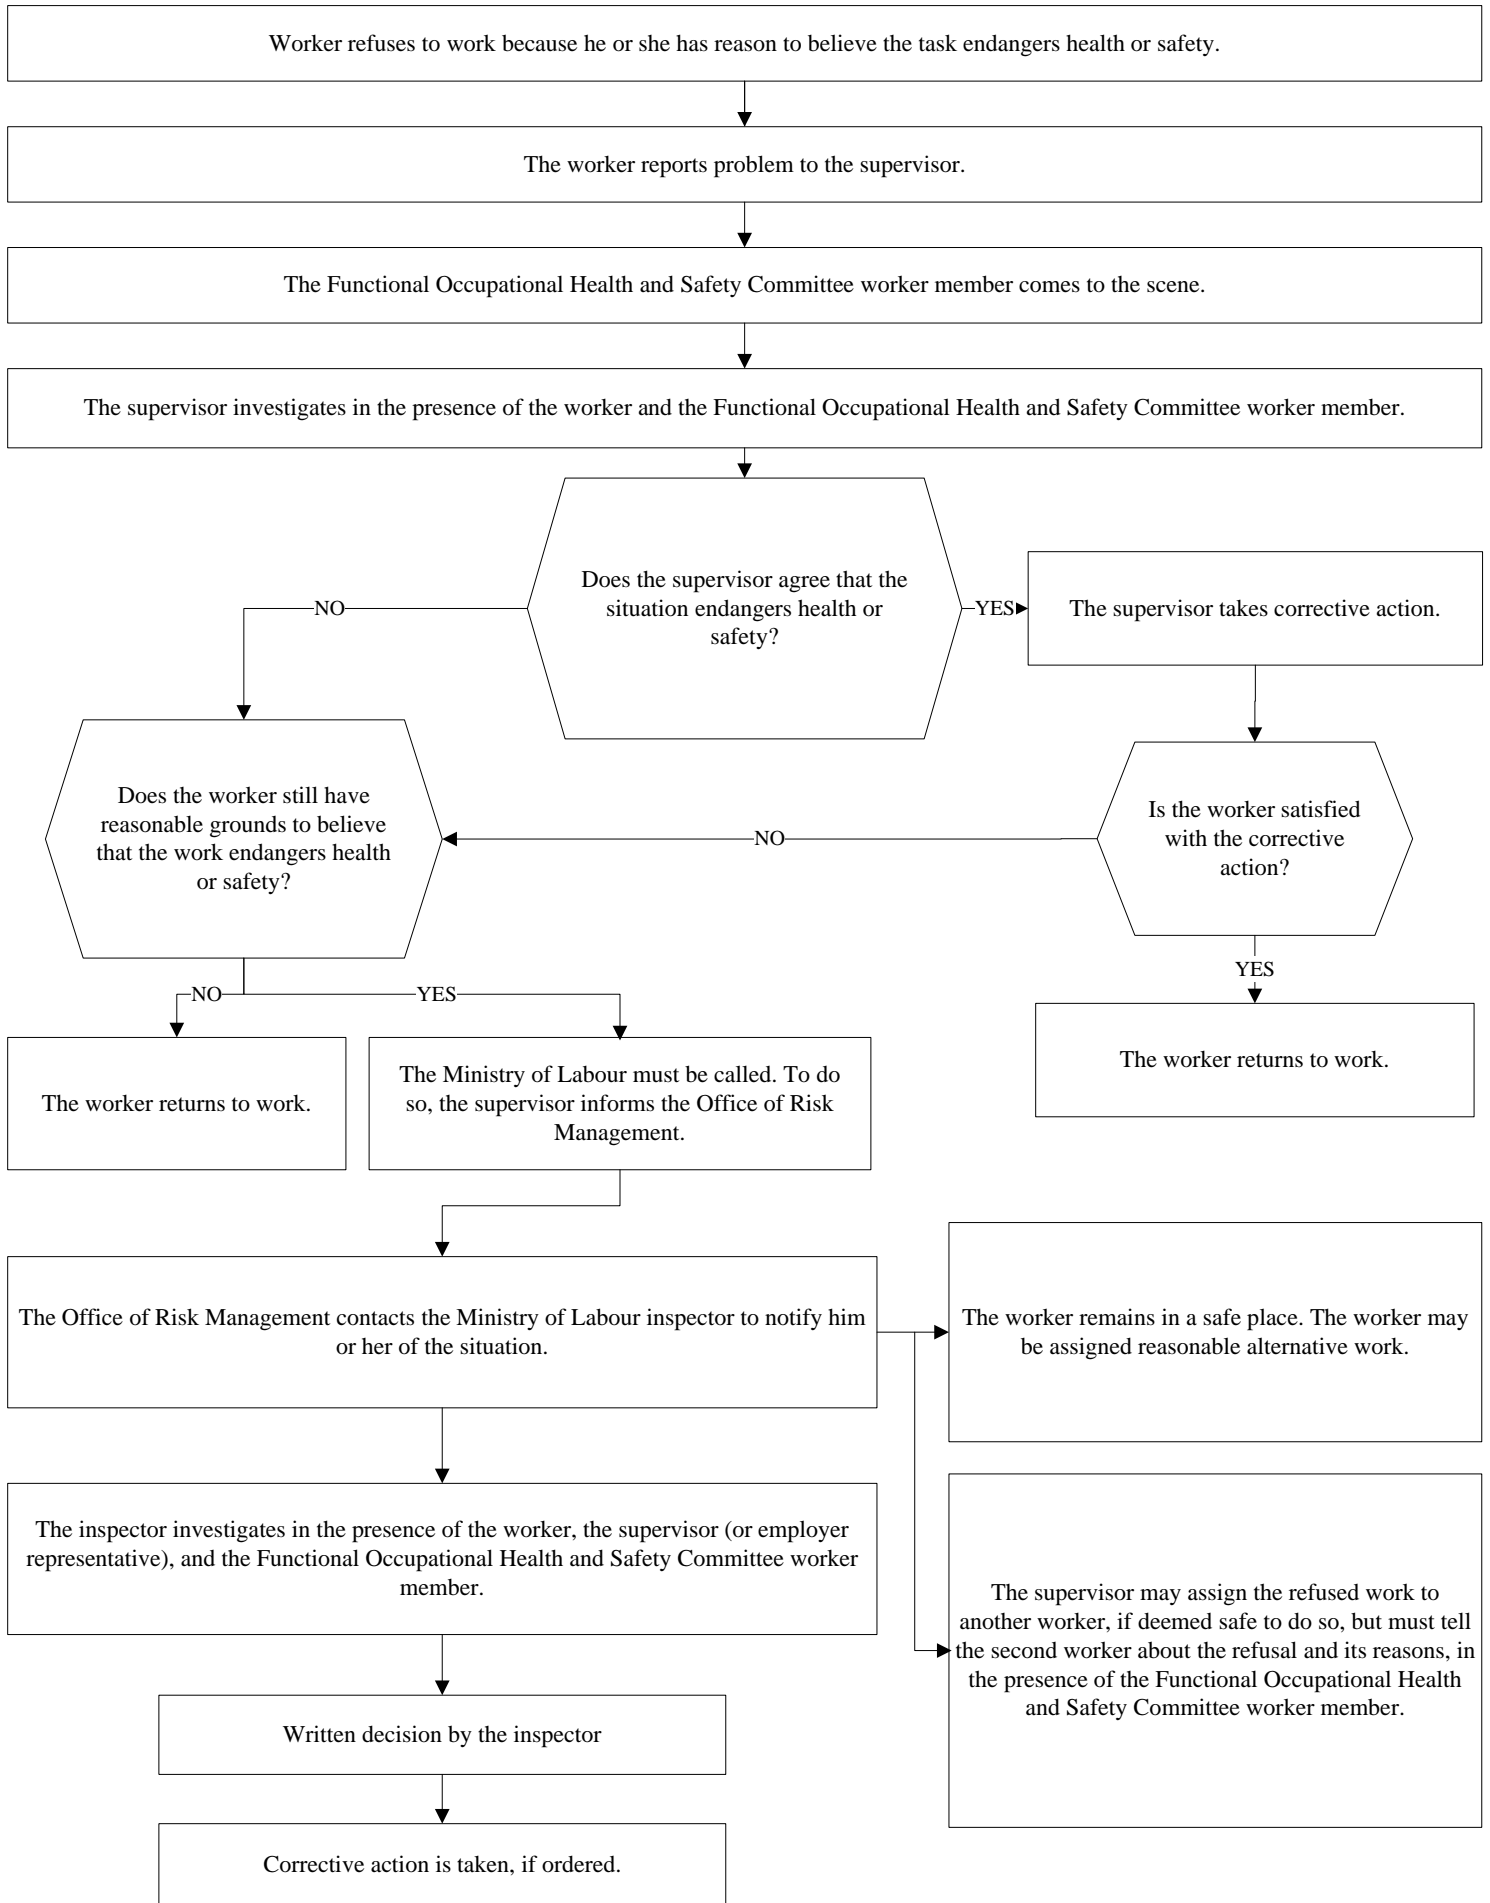 Worker refuses to work because he or she has reason to believe the task endangers health or safety.
The worker reports problem to the supervisor.
The Functional Occupational Health and Safety Committee worker member comes to the scene.
The supervisor investigates in the presence of the worker and the Functional Occupational Health and Safety Committee worker member.
Does the supervisor agree that the
situation endangers health or
safety?
NO
YES
The supervisor takes corrective action.
Does the worker still have
reasonable grounds to believe
that the work endangers health
or safety?
NO
Is the worker satisfied
with the corrective
action?
YES
The worker returns to work.
NO
YES
The worker returns to work.
The Ministry of Labour must be called. To do
so, the supervisor informs the Office of Risk
Management.
The Office of Risk Management contacts the Ministry of Labour inspector to notify him
or her of the situation.
The worker remains in a safe place. The worker may
be assigned reasonable alternative work.
The inspector investigates in the presence of the worker, the supervisor (or employer
representative), and the Functional Occupational Health and Safety Committee worker
member.
The supervisor may assign the refused work to
another worker, if deemed safe to do so, but must tell
the second worker about the refusal and its reasons, in
the presence of the Functional Occupational Health
and Safety Committee worker member.
Written decision by the inspector
Corrective action is taken, if ordered.